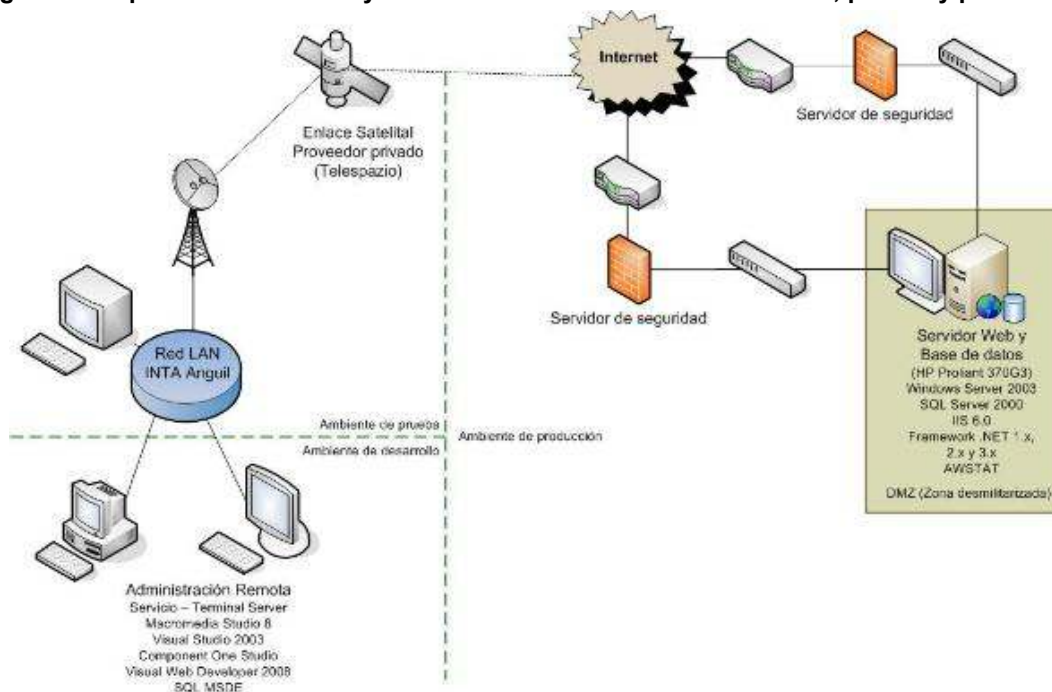 Internet
Servidor de seguridad
Enlace Satelital
Proveedor privado
(Telespazio)
Servidor de seguridad
Red LAN
INTA Anguil
Servidor Web y
Base de datos
(HP Proliant 370G3)
Windows Server 2003
SQL Server 2000
IIS 6.0
Framework .NET 1.x,
2.x y 3.x
AWSTAT
DMZ (Zona desmilitarizada)
Ambiente de prueba
Ambiente de producción
Ambiente de desarrollo
Administración Remota
Servicio – Terminal Server
Macromedia Studio 8
Visual Studio 2003
Component One Studio
Visual Web Developer 2008
SQL MSDE